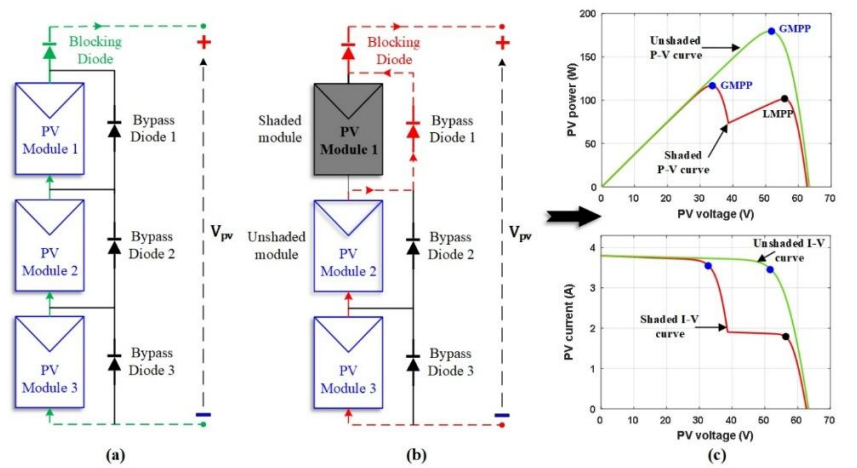 Blocking
Diode
+
PV
Module 1
Bypass
Diode 1
PV
Module 2
Bypass
Diode 2
Vpv
PV
Module 3
Bypass
Diode 3
−
(a)
Blocking
Diode
+
Shaded
module
PV
Module 1
Bypass
Diode 1
Unshaded
module
PV
Module 2
Bypass
Diode 2
Vpv
PV
Module 3
Bypass
Diode 3
−
(b)
200
150
100
50
0
PV power (W)
Unshaded
P-V curve
GMPP
GMPP
LMPP
Shaded
P-V curve
0 10 20 30 40 50 60 70
PV voltage (V)
4
3
2
1
0
PV current (A)
Unshaded I-V
curve
Shaded I-V
curve
0 10 20 30 40 50 60 70
PV voltage (V)
(c)